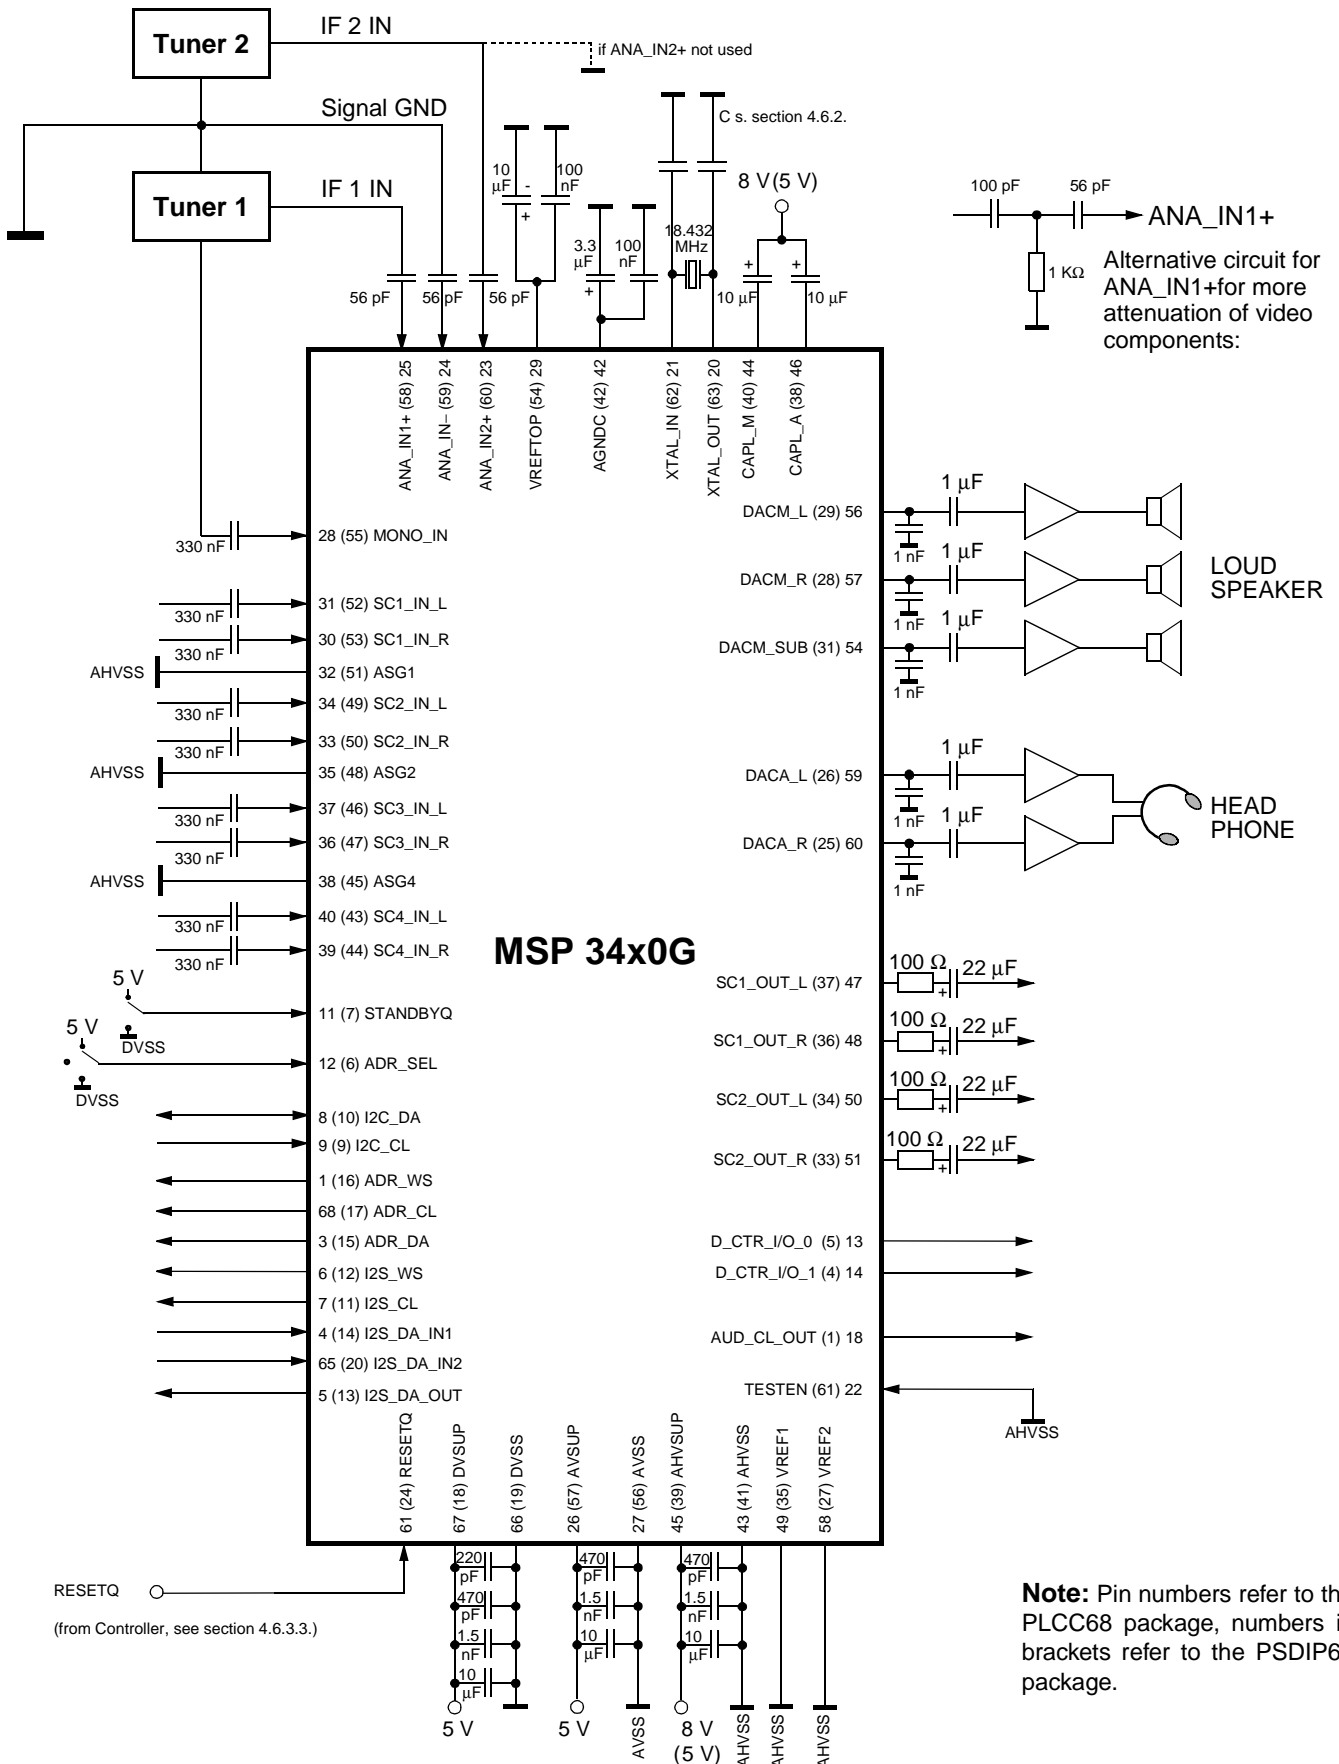 Tuner 2
IF 2 IN
if ANA_IN2+ not used
Signal GND
C s. section 4.6.2.
Tuner 1
IF 1 IN
10
µF
-
+
100
nF
8 V (5 V)
100 pF
56 pF
ANA_IN1+
1 KΩ
Alternative circuit for
ANA_IN1+for more
attenuation of video
components:
3.3
µF
+
100
nF
18.432
MHz
+
+
56 pF
56 pF
56 pF
10 µF
10 µF
ANA_IN1+ (58) 25
ANA_IN− (59) 24
ANA_IN2+ (60) 23
VREFTOP (54) 29
AGNDC (42) 42
XTAL_IN (62) 21
XTAL_OUT (63) 20
CAPL_M (40) 44
CAPL_A (38) 46
330 nF
28 (55) MONO_IN
330 nF
31 (52) SC1_IN_L
330 nF
30 (53) SC1_IN_R
AHVSS
32 (51) ASG1
330 nF
34 (49) SC2_IN_L
330 nF
33 (50) SC2_IN_R
AHVSS
35 (48) ASG2
330 nF
37 (46) SC3_IN_L
330 nF
36 (47) SC3_IN_R
AHVSS
38 (45) ASG4
330 nF
40 (43) SC4_IN_L
330 nF
39 (44) SC4_IN_R
5 V
DVSS
11 (7) STANDBYQ
5 V
DVSS
12 (6) ADR_SEL
8 (10) I2C_DA
9 (9) I2C_CL
1 (16) ADR_WS
68 (17) ADR_CL
3 (15) ADR_DA
6 (12) I2S_WS
7 (11) I2S_CL
4 (14) I2S_DA_IN1
65 (20) I2S_DA_IN2
5 (13) I2S_DA_OUT
MSP 34x0G
DACM_L (29) 56
1 µF
1 nF
DACM_R (28) 57
1 µF
1 nF
DACM_SUB (31) 54
1 µF
1 nF
LOUD
SPEAKER
DACA_L (26) 59
1 µF
1 nF
DACA_R (25) 60
1 µF
1 nF
HEAD
PHONE
SC1_OUT_L (37) 47
100 Ω
+
22 µF
SC1_OUT_R (36) 48
100 Ω
+
22 µF
SC2_OUT_L (34) 50
100 Ω
+
22 µF
SC2_OUT_R (33) 51
100 Ω
+
22 µF
D_CTR_I/O_0 (5) 13
D_CTR_I/O_1 (4) 14
AUD_CL_OUT (1) 18
TESTEN (61) 22
AHVSS
61 (24) RESETQ
67 (18) DVSUP
66 (19) DVSS
26 (57) AVSUP
27 (56) AVSS
45 (39) AHVSUP
43 (41) AHVSS
49 (35) VREF1
58 (27) VREF2
RESETQ
(from Controller, see section 4.6.3.3.)
220
pF
470
pF
1.5
nF
10
µF
5 V
470
pF
1.5
nF
10
µF
5 V
AVSS
470
pF
1.5
nF
10
µF
8 V
(5 V)
AHVSS
AHVSS
AHVSS
Note: Pin numbers refer to th
PLCC68 package, numbers i
brackets refer to the PSDIP6
package.